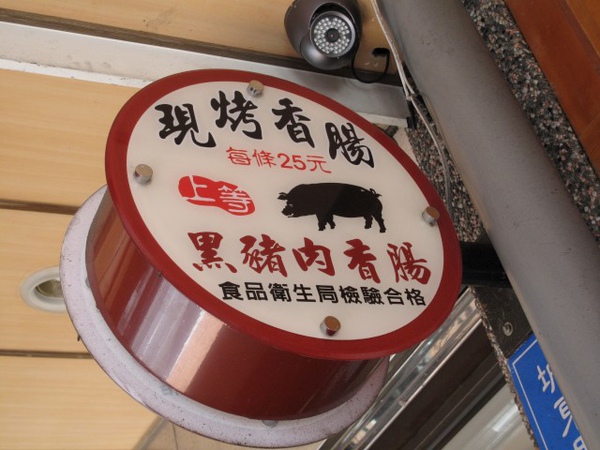 現烤香腸
每條25元
上等
黑豬肉香腸
食品衛生局檢驗合格